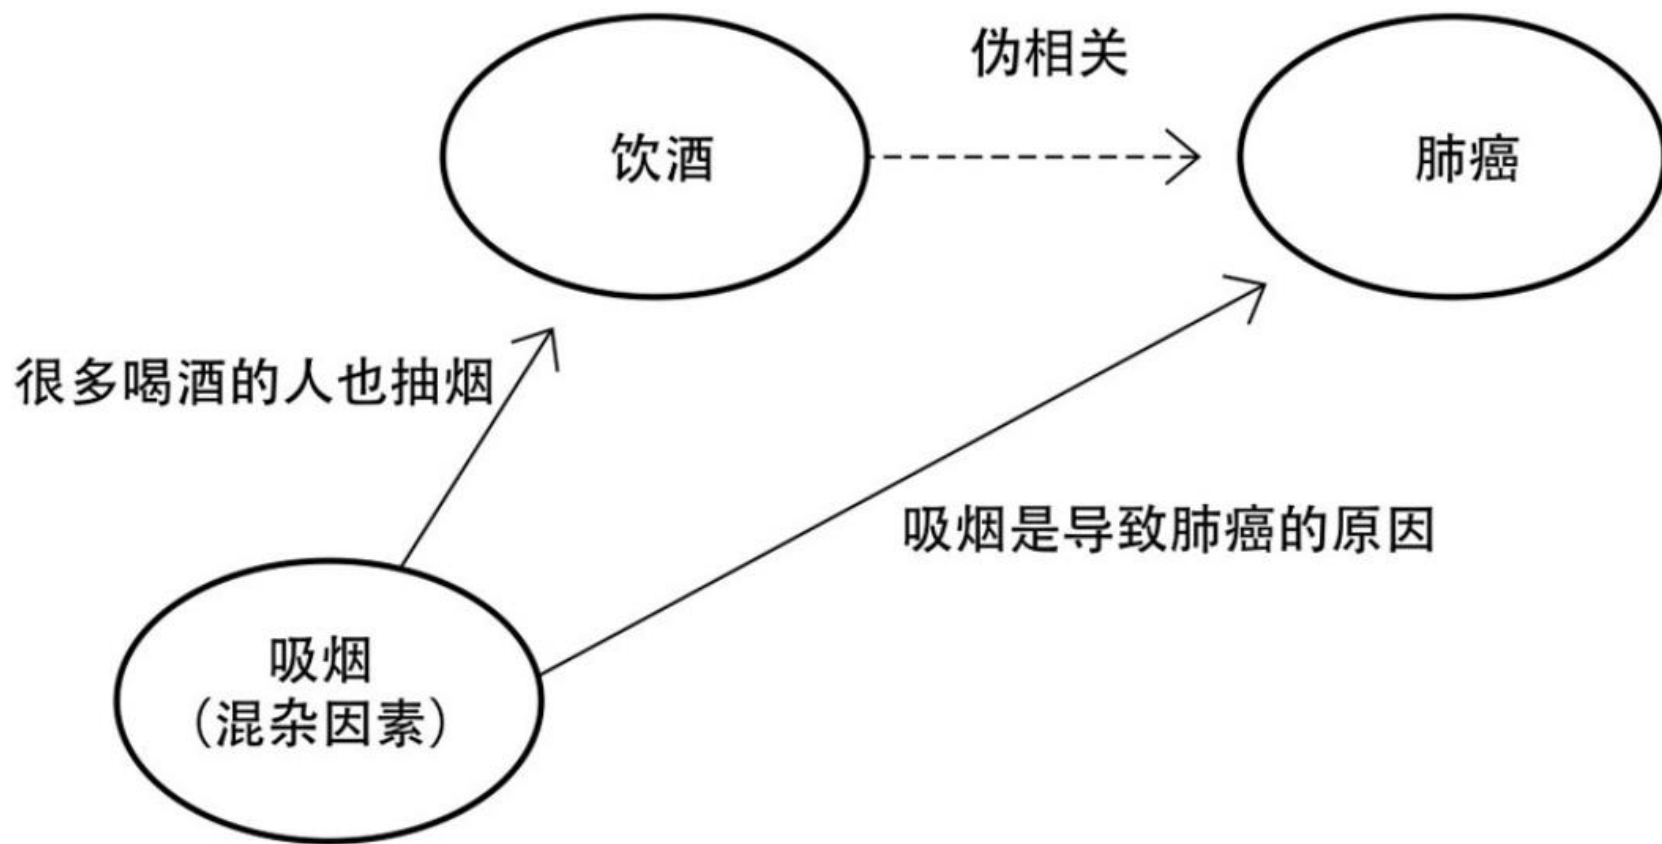 伪相关
饮酒
肺癌
很多喝酒的人也抽烟
吸烟是导致肺癌的原因
吸烟
(混杂因素)